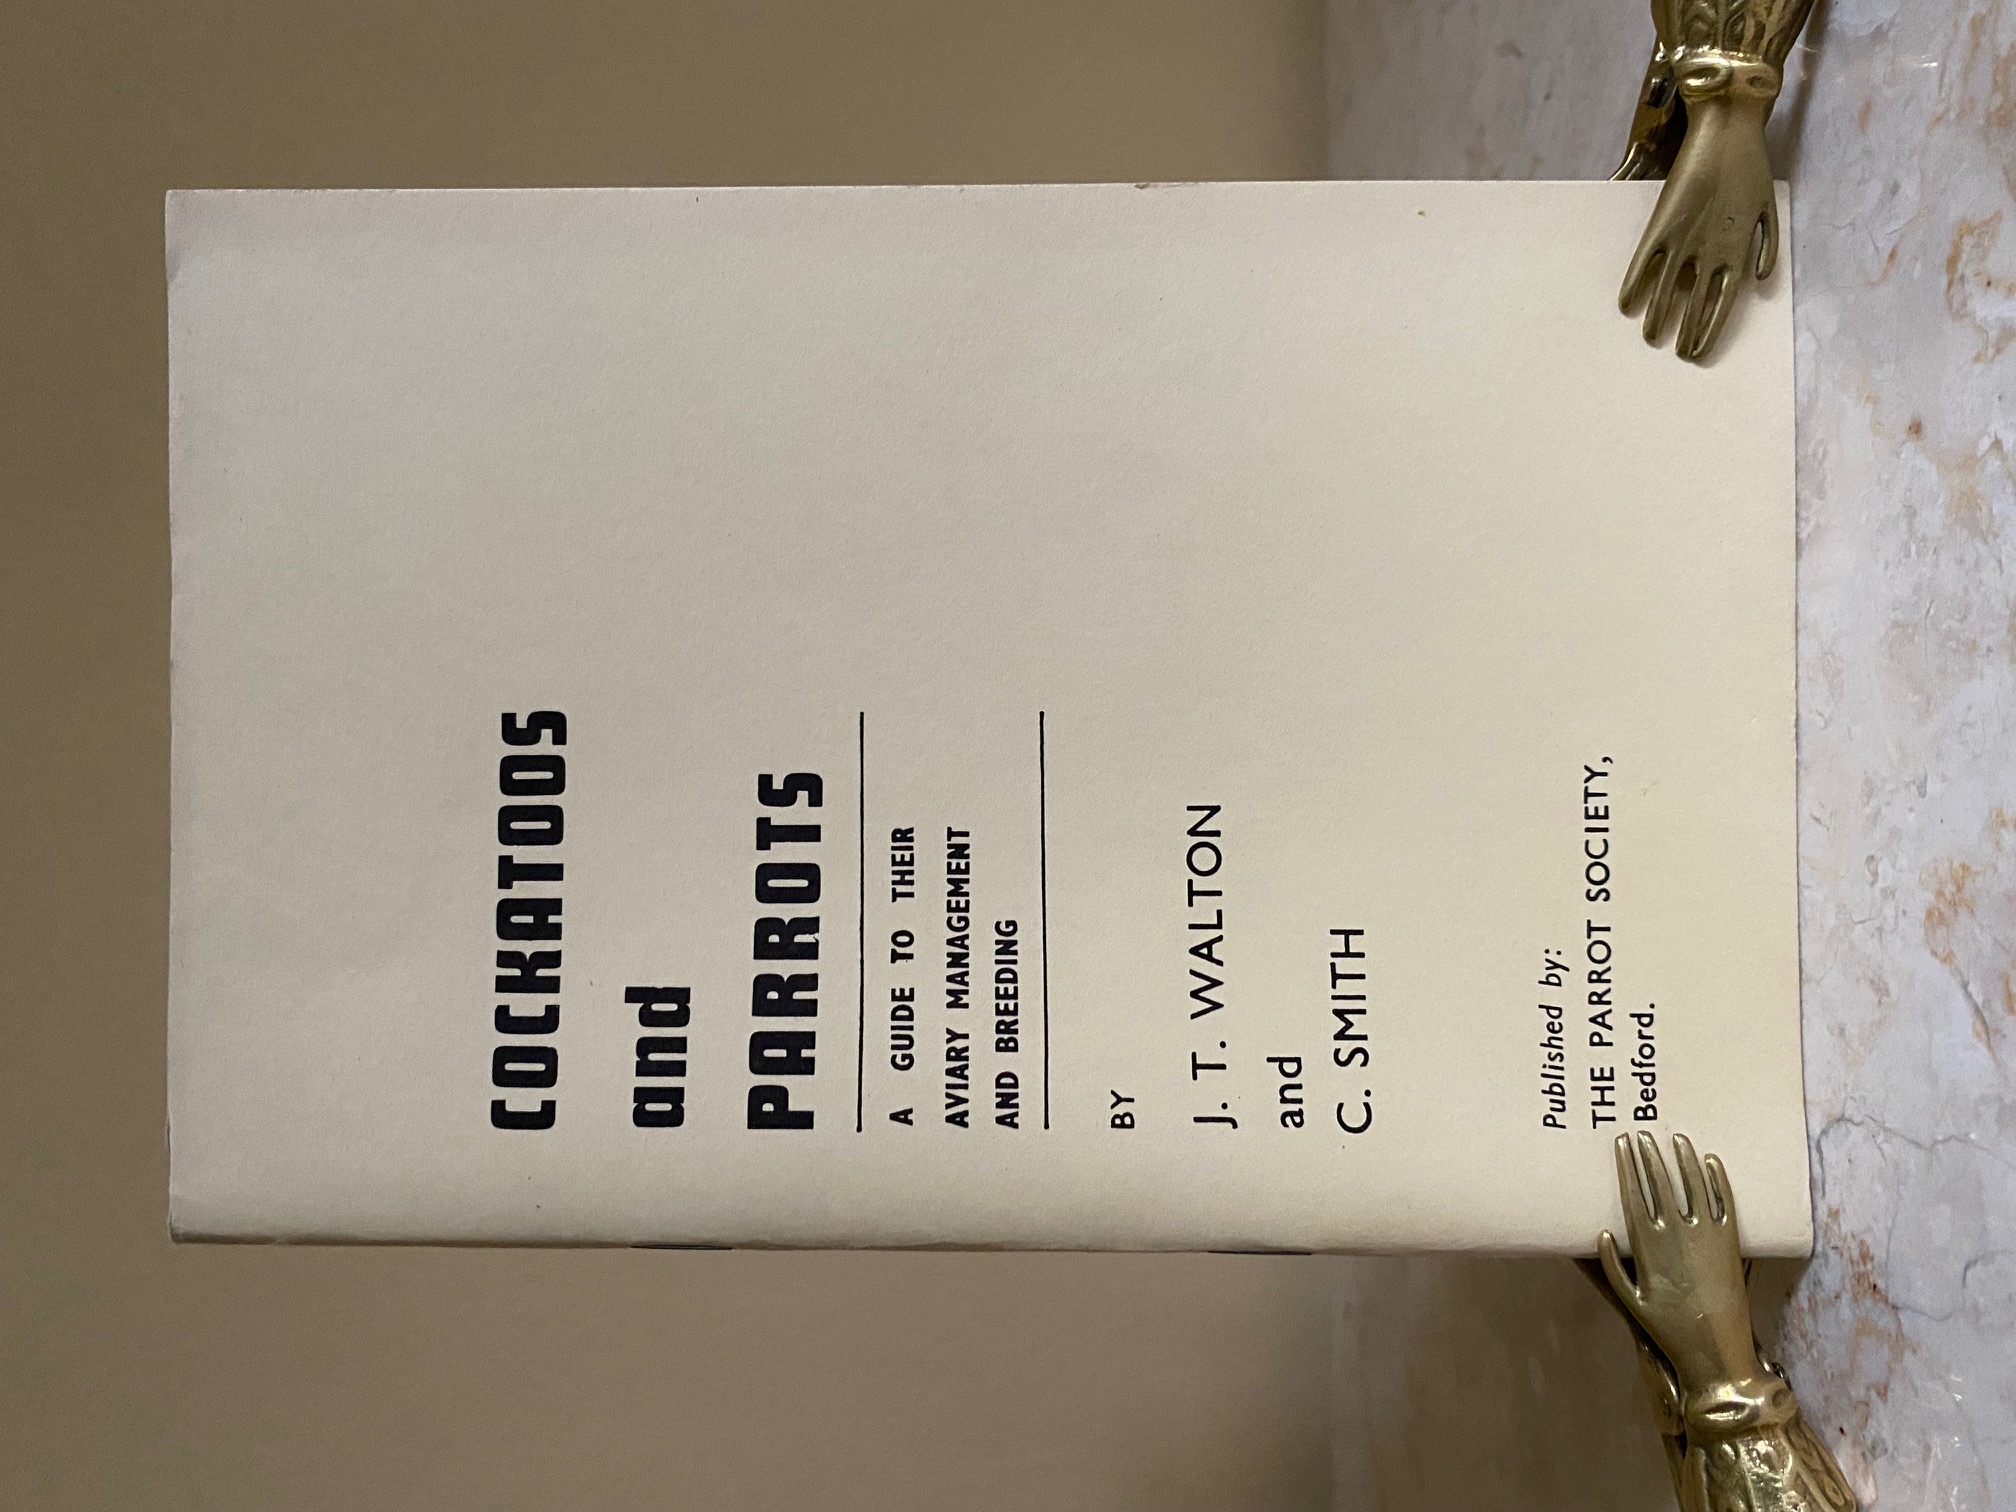 COCKATOOS
and
PARROTS
A GUIDE TO THEIR
AVIARY MANAGEMENT
AND BREEDING
BY
J. T. WALTON
and
C. SMITH
Published by:
THE PARROT SOCIETY,
Bedford.